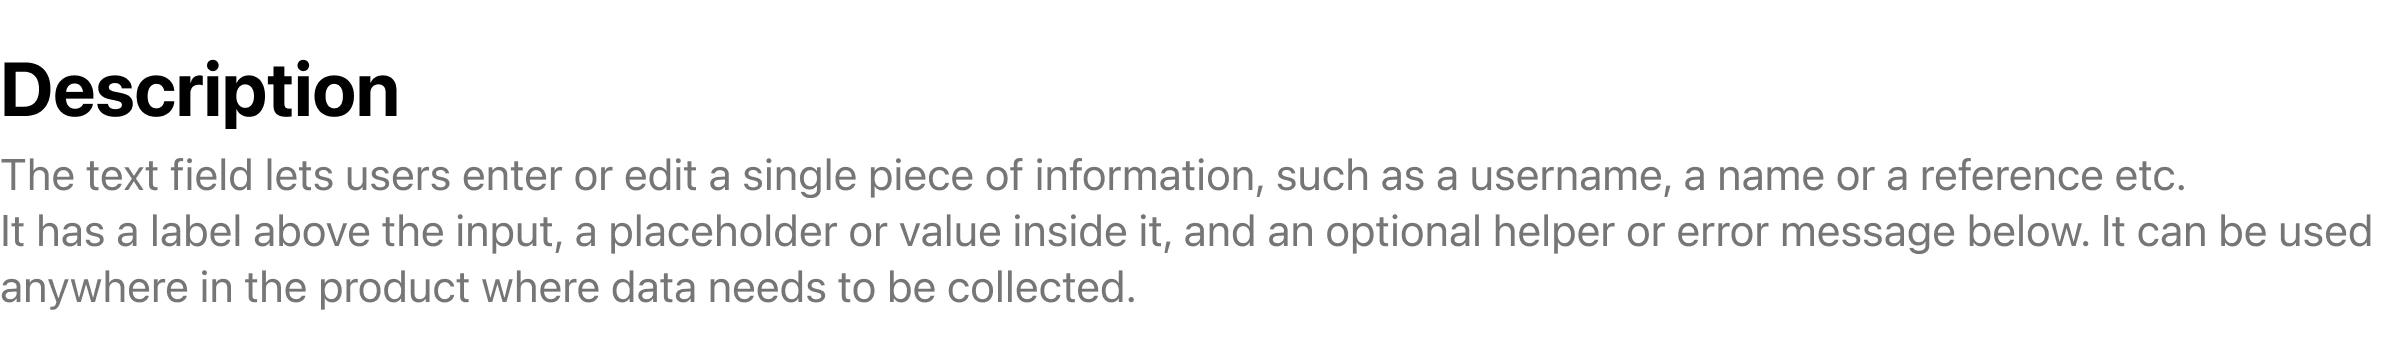 Description
The text field lets users enter or edit a single piece of information, such as a username, a name or a reference etc.
It has a label above the input, a placeholder or value inside it, and an optional helper or error message below. It can be used
anywhere in the product where data needs to be collected.